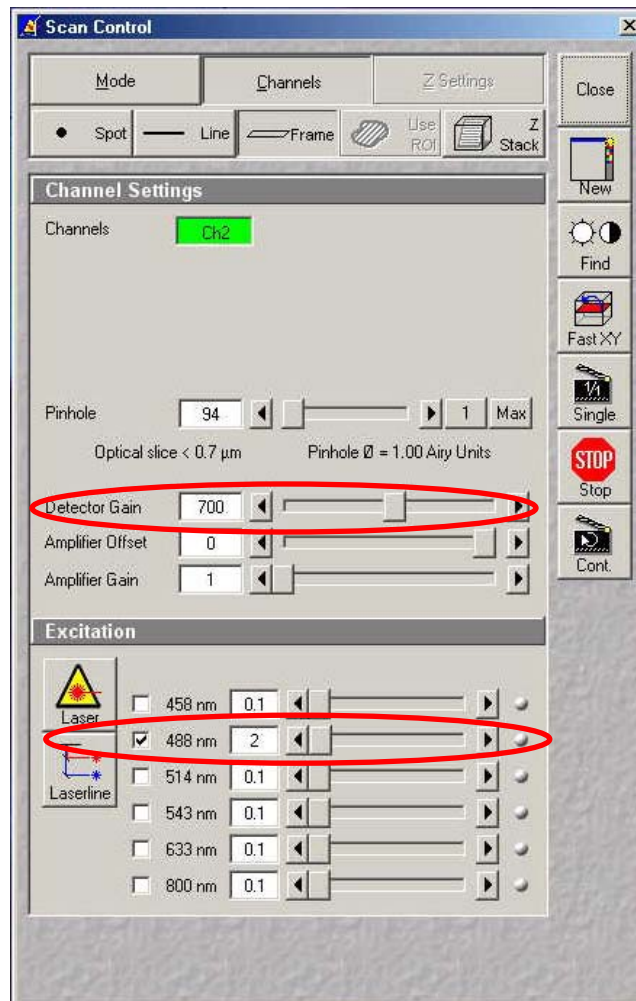 Scan Control
Mode Channels Z Settings Close
Spot Line Frame Use ROI Z Stack
New
Channel Settings
Channels Ch2
Find
Fast XY
Pinhole 94 1 Max
1/1
Single
Optical slice < 0.7 µm Pinhole Ø = 1.00 Airy Units
STOP
Stop
Detector Gain 700
Amplifier Offset 0
Amplifier Gain 1
Cont.
Excitation
Laser
458 nm 0.1
488 nm 2
Laserline
514 nm 0.1
543 nm 0.1
633 nm 0.1
800 nm 0.1